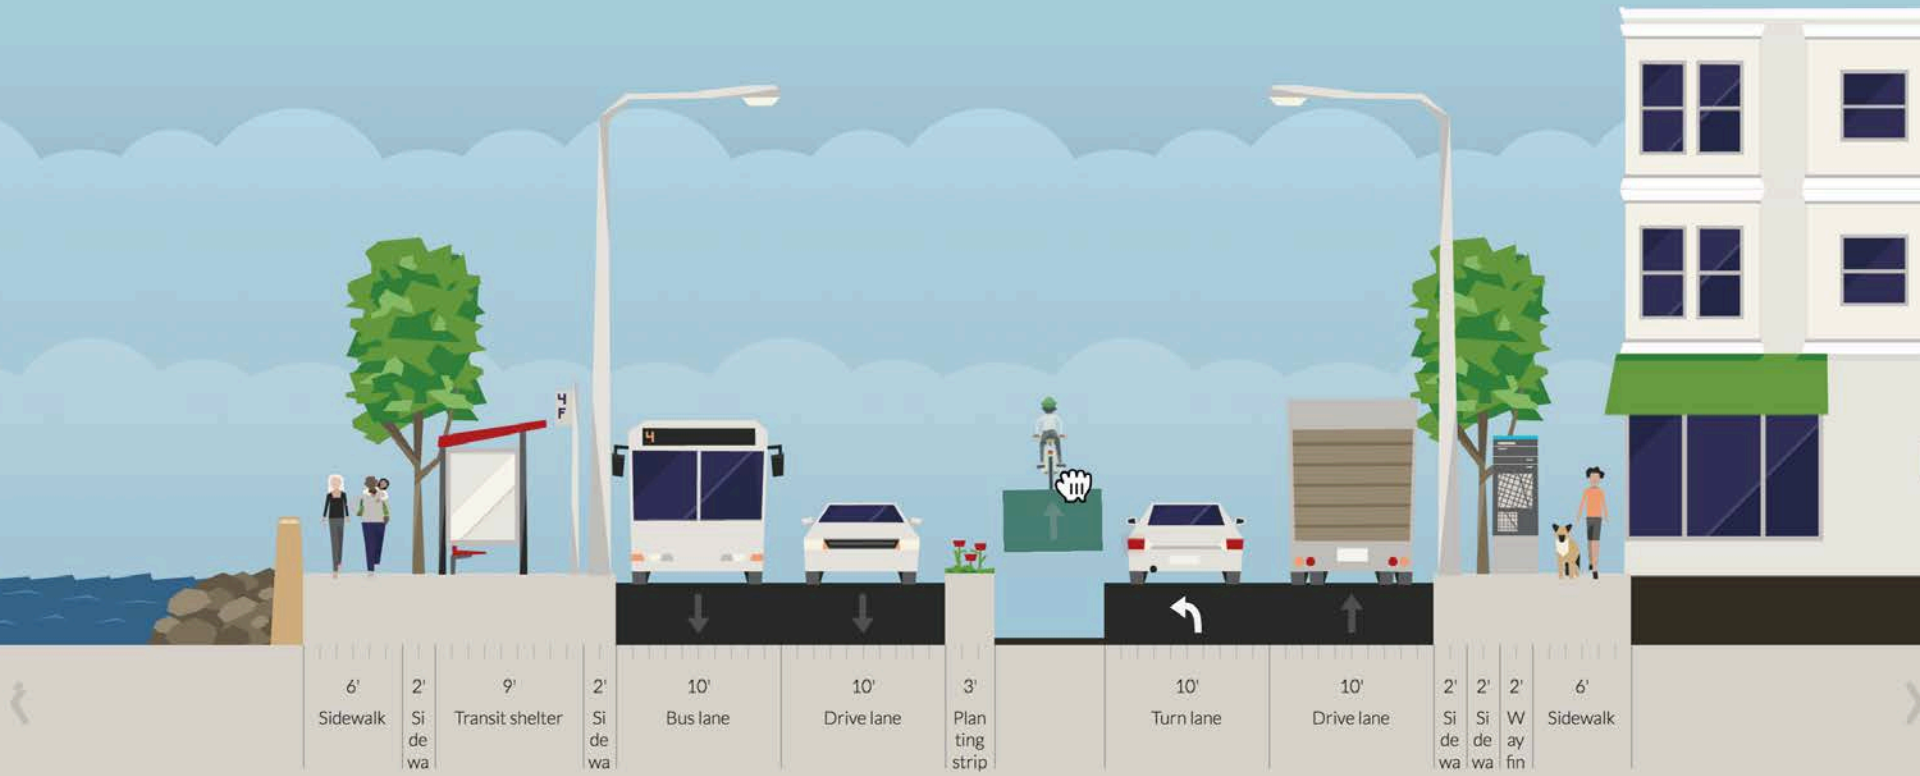 4
F
4
6'
2'
9'
2'
10'
10'
3'
10'
10'
2'
2'
2'
6'
Sidewalk
Si
de
wa
Transit shelter
Si
de
wa
Bus lane
Drive lane
Plan
ting
strip
Turn lane
Drive lane
Si
de
wa
Si
de
wa
W
ay
fin
Sidewalk